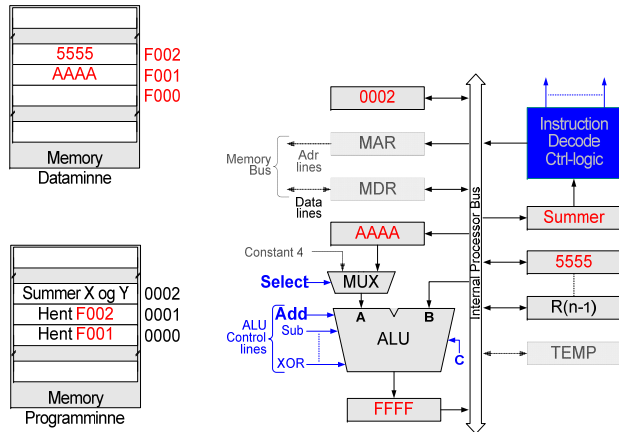 5555 F002
AAAA F001
F000
Memory
Dataminne
Summer X og Y 0002
Hent F002 0001
Hent F001 0000
Memory
Programminne
0002
MAR
Adr
lines
Memory
Bus
MDR
Data
lines
AAAA
Constant 4
Select
MUX
A
B
Add
Sub
XOR
ALU
Control
lines
ALU
C
FFFF
Internal Processor Bus
Instruction
Decode
Ctrl-logic
Summer
5555
R(n-1)
TEMP